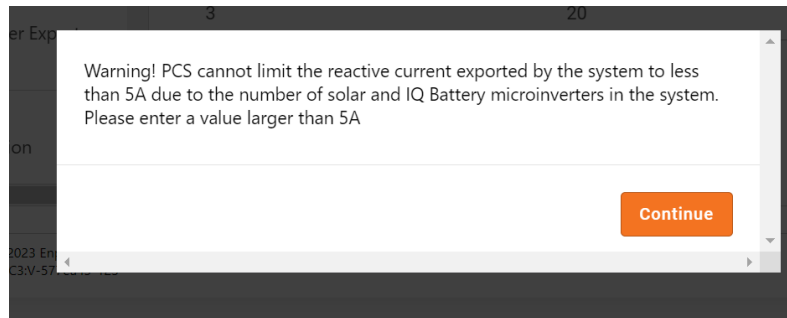 3 20
er Exp
Warning! PCS cannot limit the reactive current exported by the system to less
than 5A due to the number of solar and IQ Battery microinverters in the system.
Please enter a value larger than 5A
on
Continue
2023 En